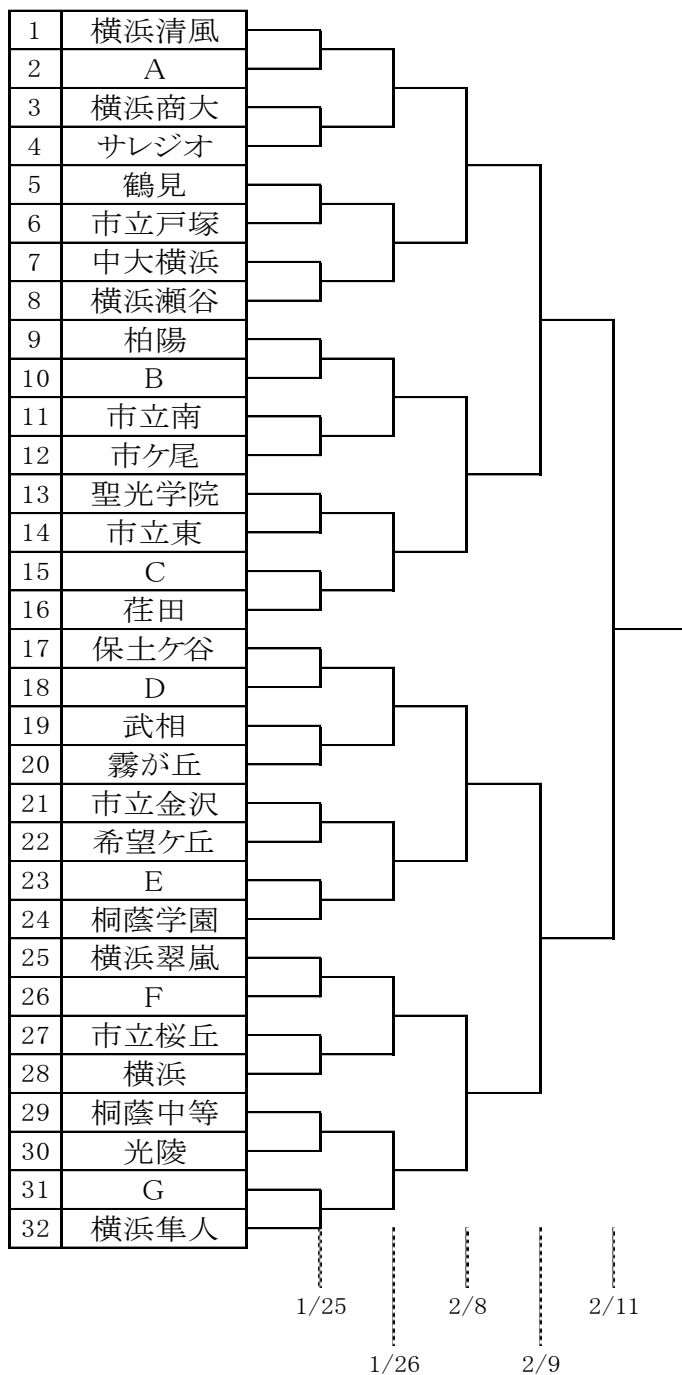 1 横浜清風
2 A
3 横浜商大
4 サレジオ
5 鶴見
6 市立戸塚
7 中大横浜
8 横浜瀬谷
9 柏陽
10 B
11 市立南
12 市ケ尾
13 聖光学院
14 市立東
15 C
16 荏田
17 保土ケ谷
18 D
19 武相
20 霧が丘
21 市立金沢
22 希望ケ丘
23 E
24 桐蔭学園
25 横浜翠嵐
26 F
27 市立桜丘
28 横浜
29 桐蔭中等
30 光陵
31 G
32 横浜隼人
1/25 2/8 2/11
1/26 2/9